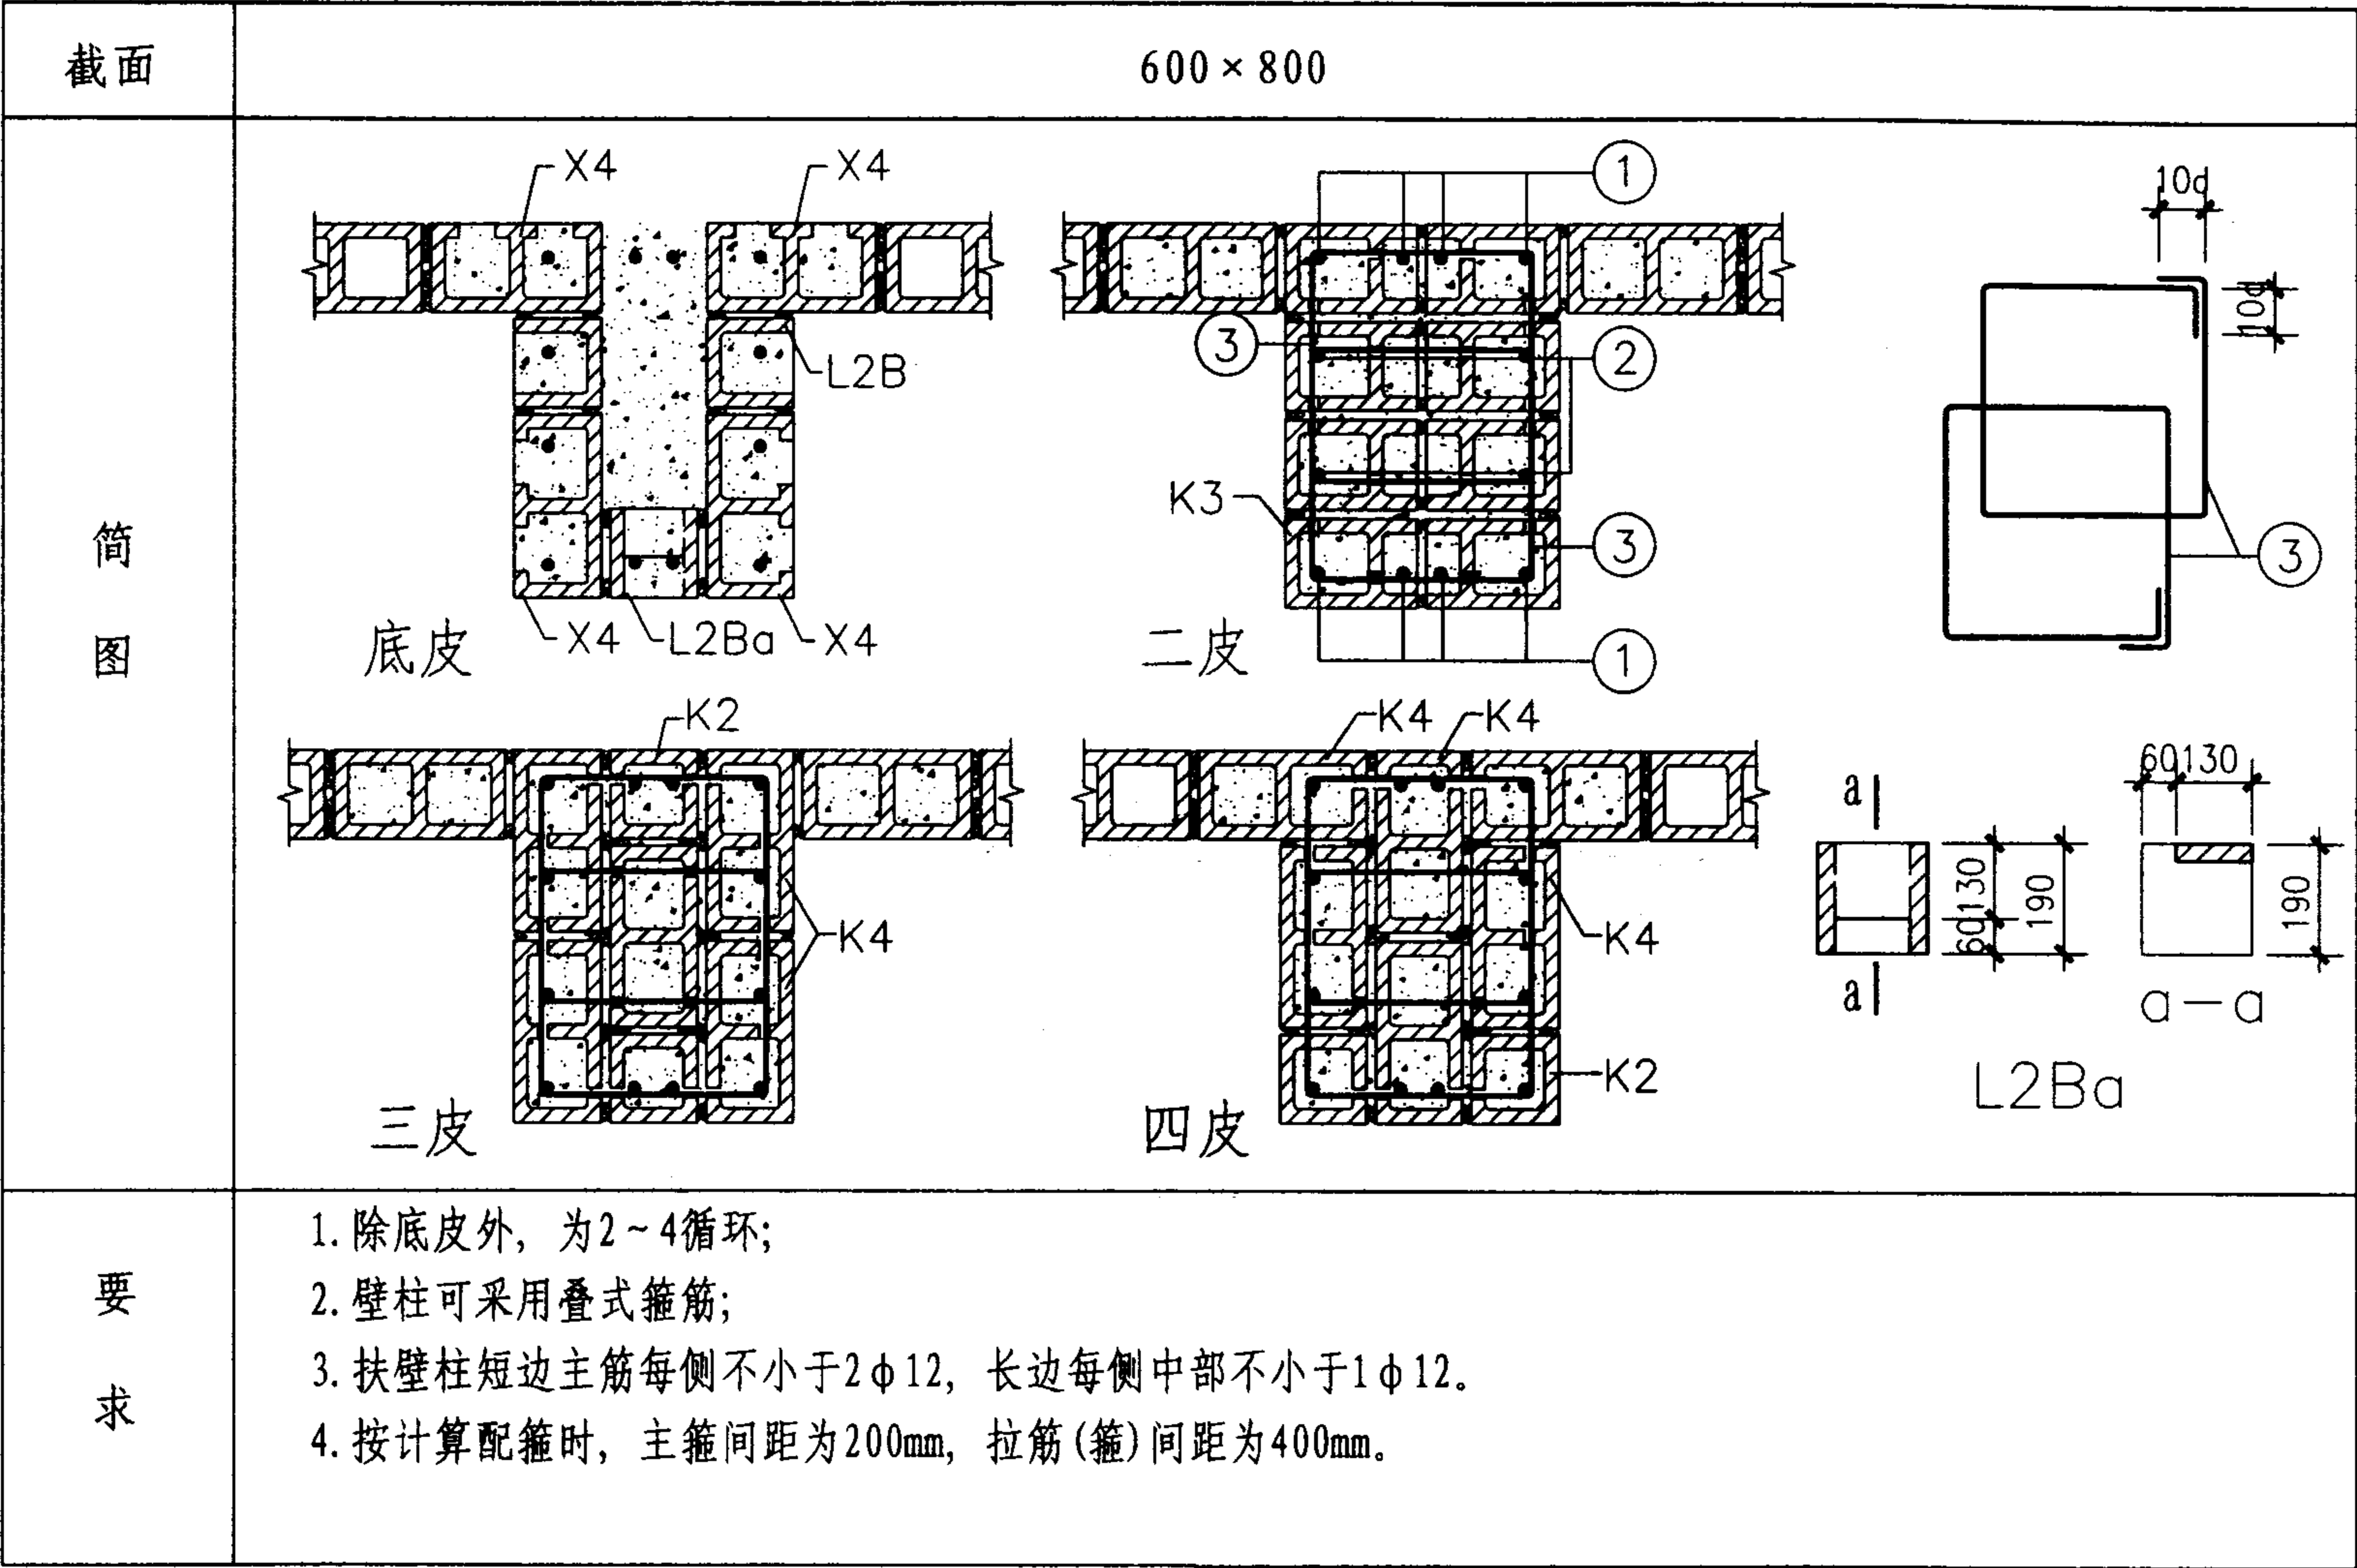 截面
600×800
简图
X4
X4
L2B
X4
L2Ba
X4
底皮
1
3
2
K3
3
1
二皮
10d
10d
3
K2
K4
三皮
K4
K4
K4
K2
四皮
a
a
60
130
190
60 130
190
a-a
L2Ba
要求
1.除底皮外，为2~4循环;
2.壁柱可采用叠式箍筋;
3.扶壁柱短边主筋每侧不小于2φ12，长边每侧中部不小于1φ12。
4.按计算配箍时，主箍间距为200mm，拉筋(箍)间距为400mm。